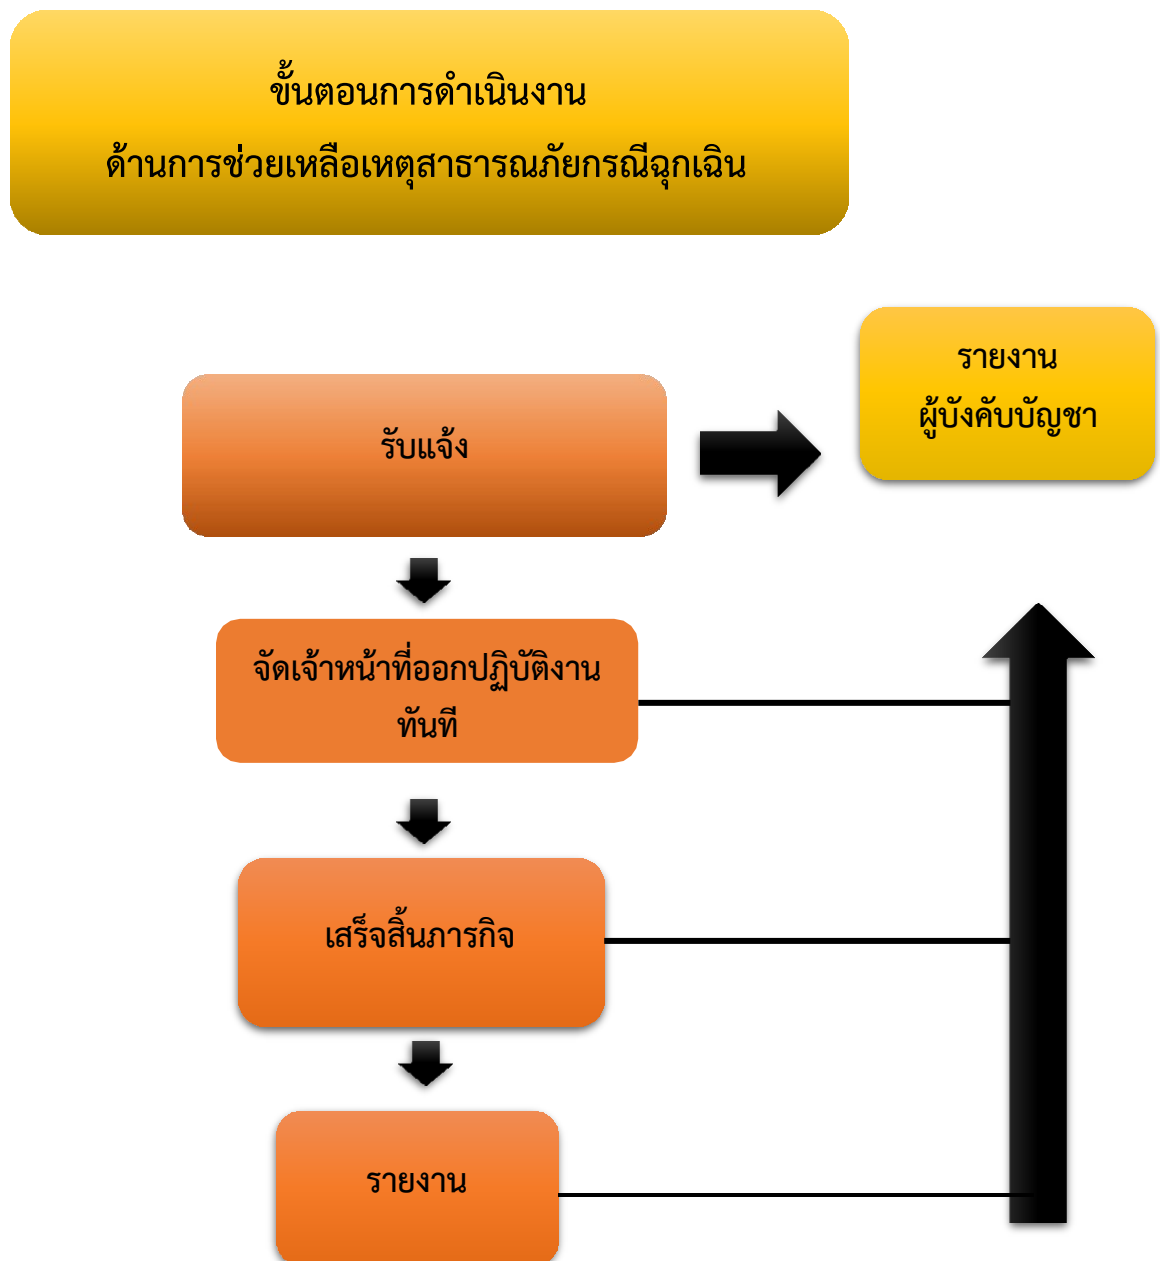 ขั้นตอนการดำเนินงาน
ด้านการช่วยเหลือเหตุสาธารณภัยกรณีฉุกเฉิน
รายงาน
ผู้บังคับบัญชา
รับแจ้ง
จัดเจ้าหน้าที่ออกปฏิบัติงาน
ทันที
เสร็จสิ้นภารกิจ
รายงาน